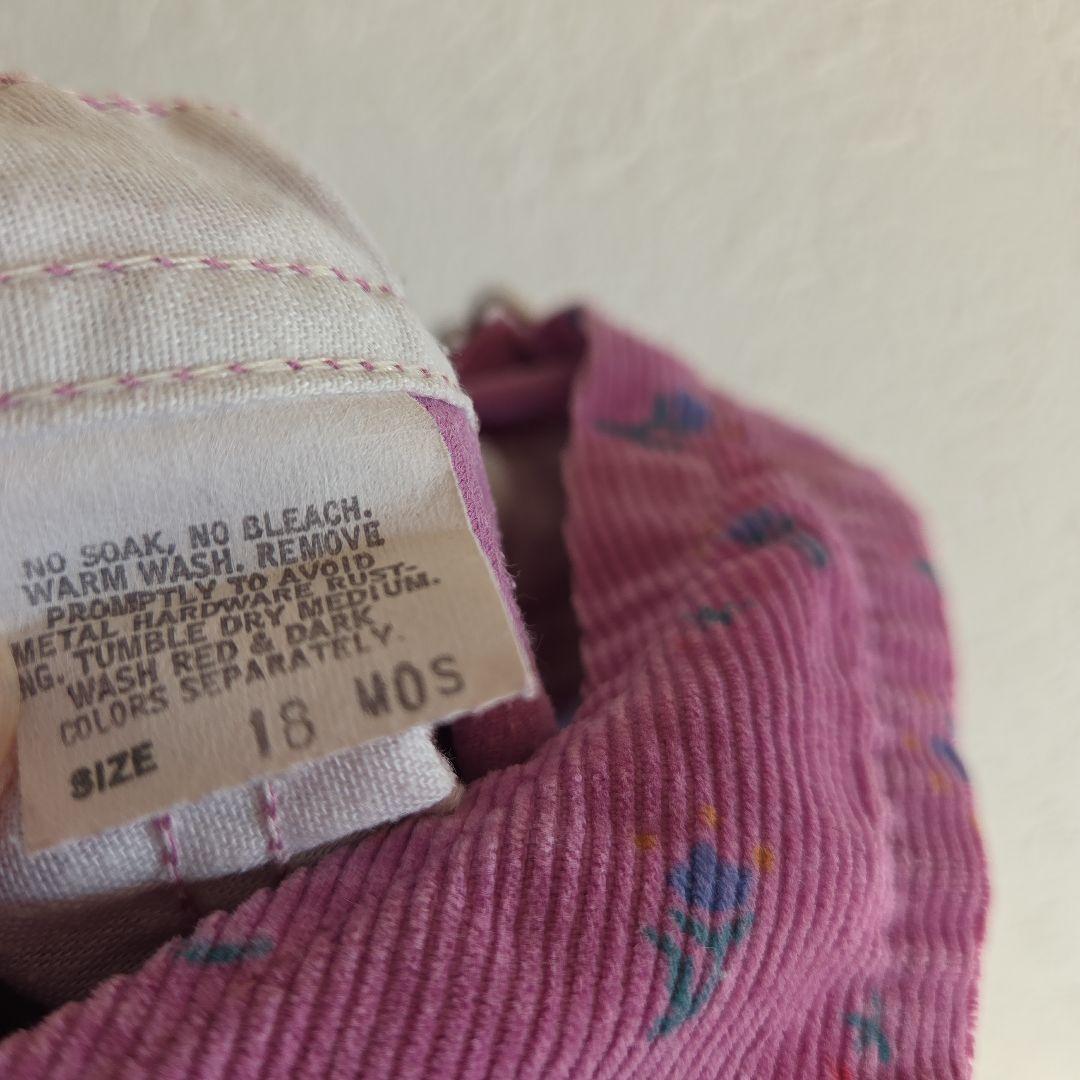 NO SOAK, NO BLEACH.
WARM WASH. REMOVE
PROMPTLY TO AVOID
METAL HARDWARE RUST-
NG. TUMBLE DRY MEDIUM.
WASH RED & DARK
COLORS SEPARATELY.
SIZE 18 MOS